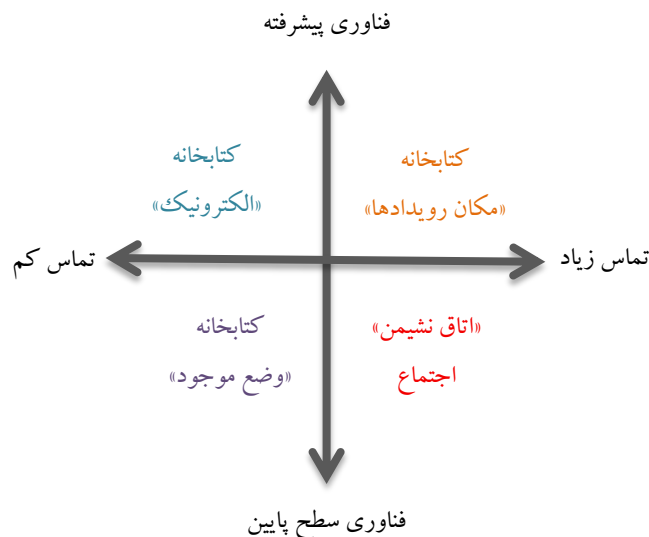 فناوری پیشرفته
کتابخانه
«مکان رویدادها»
کتابخانه
«الکترونیک»
تماس زیاد
تماس کم
«اتاق نشیمن»
اجتماع
کتابخانه
«وضع موجود»
فناوری سطح پایین